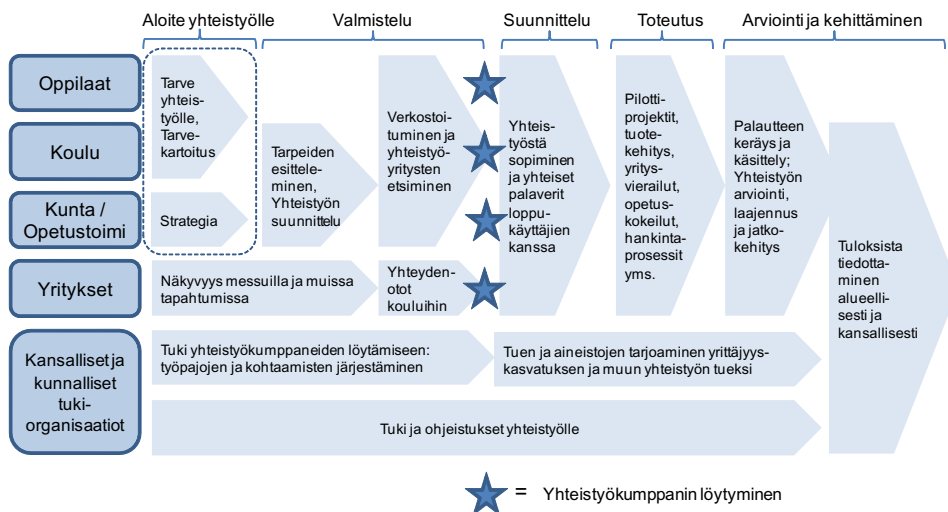 Aloite yhteistyölle
Valmistelu
Suunnittelu
Toteutus
Arviointi ja kehittäminen
Oppilaat
Koulu
Kunta /
Opetustoimi
Yritykset
Kansalliset ja
kunnalliset
tuki-
organisaatiot
Tarve
yhteis-
työlle,
Tarve-
kartoitus
Strategia
Tarpeiden
esittele-
minen,
Yhteistyön
suunnittelu
Verkostoi-
tuminen ja
yhteistyö-
yritysten
etsiminen
Näkyvyys messuilla ja muissa
tapahtumissa
Yhteyden-
otot
kouluihin
Yhteis-
työstä
sopiminen
ja yhteiset
palaverit
loppu-
käyttäjien
kanssa
Pilotti-
projektit,
tuote-
kehitys,
yritys-
vierailut,
opetus-
kokeilut,
hankinta-
prosessit
yms.
Palautteen
keräys ja
käsittely;
Yhteistyön
arviointi,
laajennus
ja jatko-
kehitys
Tuloksista
tiedotta-
minen
alueelli-
sesti ja
kansallisesti
Tuki yhteistyökumppaneiden löytämiseen:
työpajojen ja kohtaamisten järjestäminen
Tuen ja aineistojen tarjoaminen yrittäjyys-
kasvatuksen ja muun yhteistyön tueksi
Tuki ja ohjeistukset yhteistyölle
= Yhteistyökumppanin löytyminen